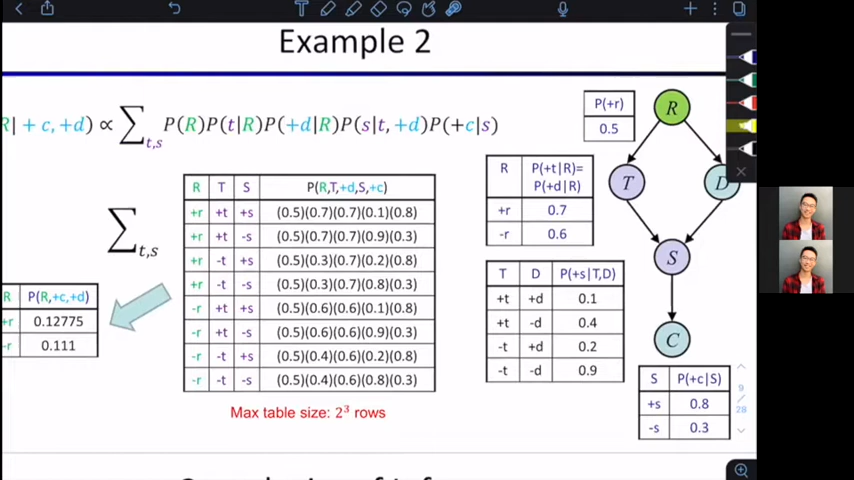 Example 2
R| + c, +d) ∝ ∑t,s P(R)P(t|R)P(+d|R)P(s|t, +d)P(+c|s)
∑t,s
R T S P(R,T,+d,S,+c)
+r +t +s (0.5)(0.7)(0.7)(0.1)(0.8)
+r +t -s (0.5)(0.7)(0.7)(0.9)(0.3)
+r -t +s (0.5)(0.3)(0.7)(0.2)(0.8)
+r -t -s (0.5)(0.3)(0.7)(0.8)(0.3)
-r +t +s (0.5)(0.6)(0.6)(0.1)(0.8)
-r +t -s (0.5)(0.6)(0.6)(0.9)(0.3)
-r -t +s (0.5)(0.4)(0.6)(0.2)(0.8)
-r -t -s (0.5)(0.4)(0.6)(0.8)(0.3)
Max table size: 2³ rows
R P(R,+c,+d)
+r 0.12775
-r 0.111
P(+r)
0.5
R P(+t|R)=
P(+d|R)
+r 0.7
-r 0.6
T D P(+s|T,D)
+t +d 0.1
+t -d 0.4
-t +d 0.2
-t -d 0.9
S P(+c|S)
+s 0.8
-s 0.3
R
T D
S
C
9
/
28